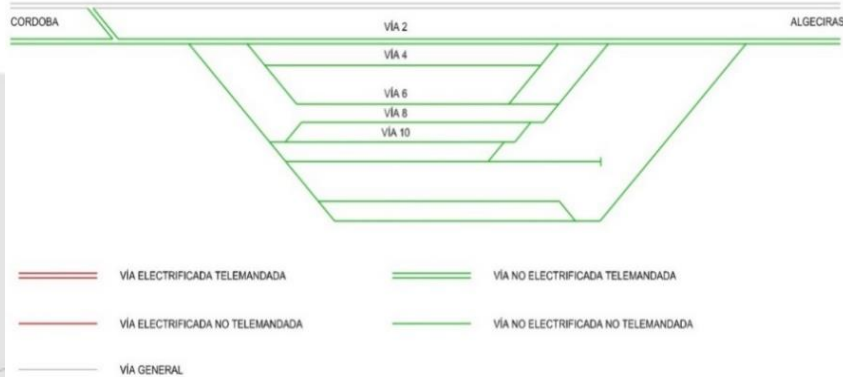 CORDOBA
VÍA 2
ALGECIRAS
VÍA 4
VÍA 6
VÍA 8
VÍA 10
VÍA ELECTRIFICADA TELEMANDADA
VÍA NO ELECTRIFICADA TELEMANDADA
VÍA ELECTRIFICADA NO TELEMANDADA
VÍA NO ELECTRIFICADA NO TELEMANDADA
VÍA GENERAL